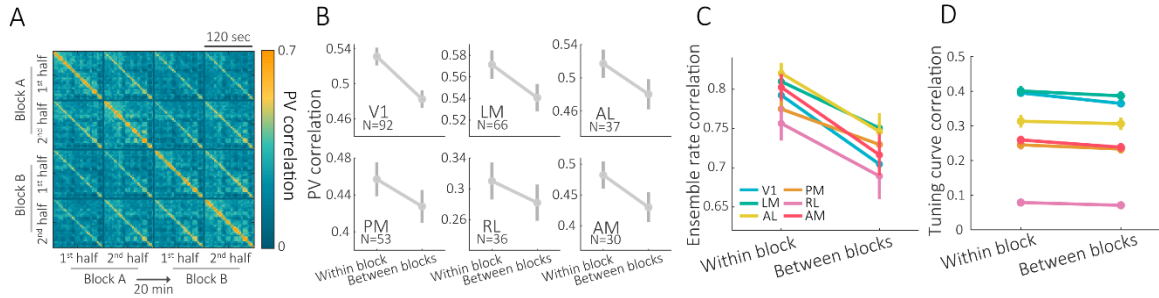 A
120 sec
Block A
1st half
2nd half
Block B
1st half
2nd half
1st half 2nd half 1st half 2nd half
Block A Block B
20 min
0.7
PV correlation
0
B
PV correlation
0.54
0.5
0.46
V1
N=92
0.58
0.56
0.54
0.52
LM
N=66
0.54
0.5
0.46
AL
N=37
0.48
0.46
0.44
0.42
0.4
PM
N=53
0.34
0.3
0.26
RL
N=36
0.5
0.45
0.4
AM
N=30
Within block
Between blocks
Within block
Between blocks
Within block
Between blocks
C
Ensemble rate correlation
0.8
0.75
0.7
0.65
V1 PM
LM RL
AL AM
Within block
Between blocks
D
Tuning curve correlation
0.5
0.4
0.3
0.2
0.1
0
Within block
Between blocks